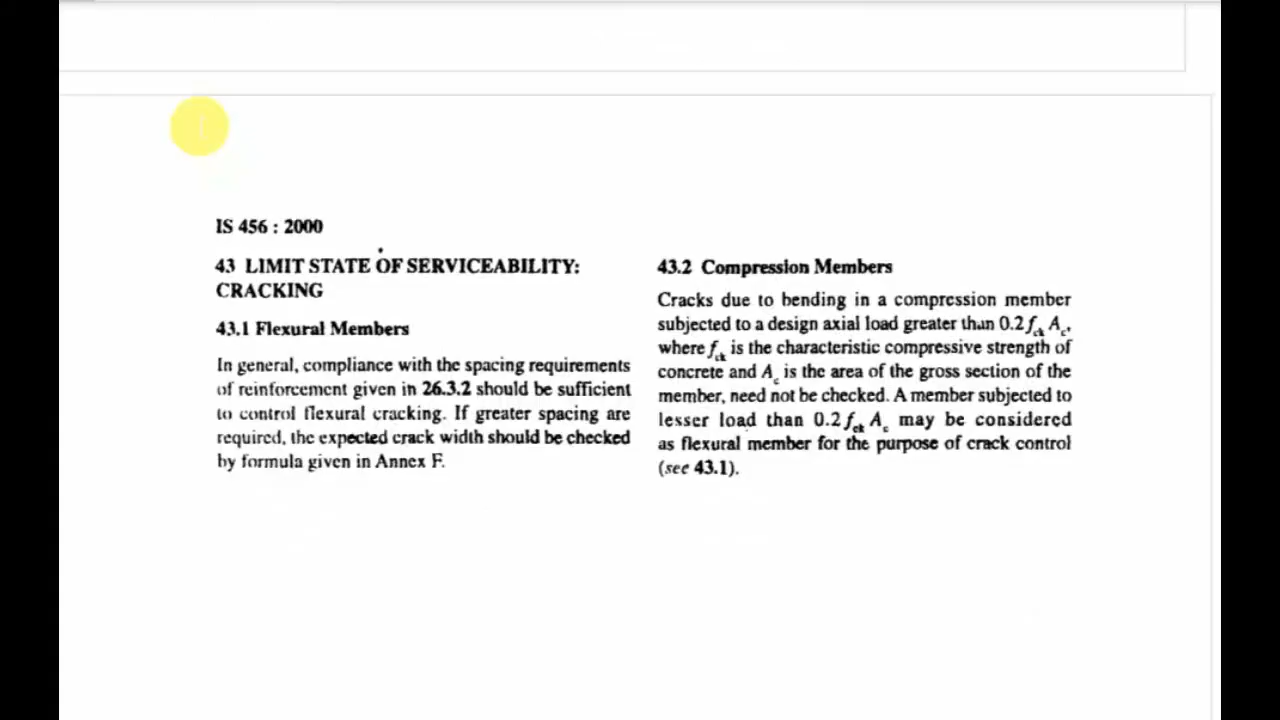 IS 456 : 2000
43 LIMIT STATE OF SERVICEABILITY:
CRACKING
43.1 Flexural Members
In general, compliance with the spacing requirements
of reinforcement given in 26.3.2 should be sufficient
to control flexural cracking. If greater spacing are
required, the expected crack width should be checked
by formula given in Annex F.
43.2 Compression Members
Cracks due to bending in a compression member
subjected to a design axial load greater than 0.2 fck Ac,
where fck is the characteristic compressive strength of
concrete and Ac is the area of the gross section of the
member, need not be checked. A member subjected to
lesser load than 0.2 fck Ac may be considered
as flexural member for the purpose of crack control
(see 43.1).